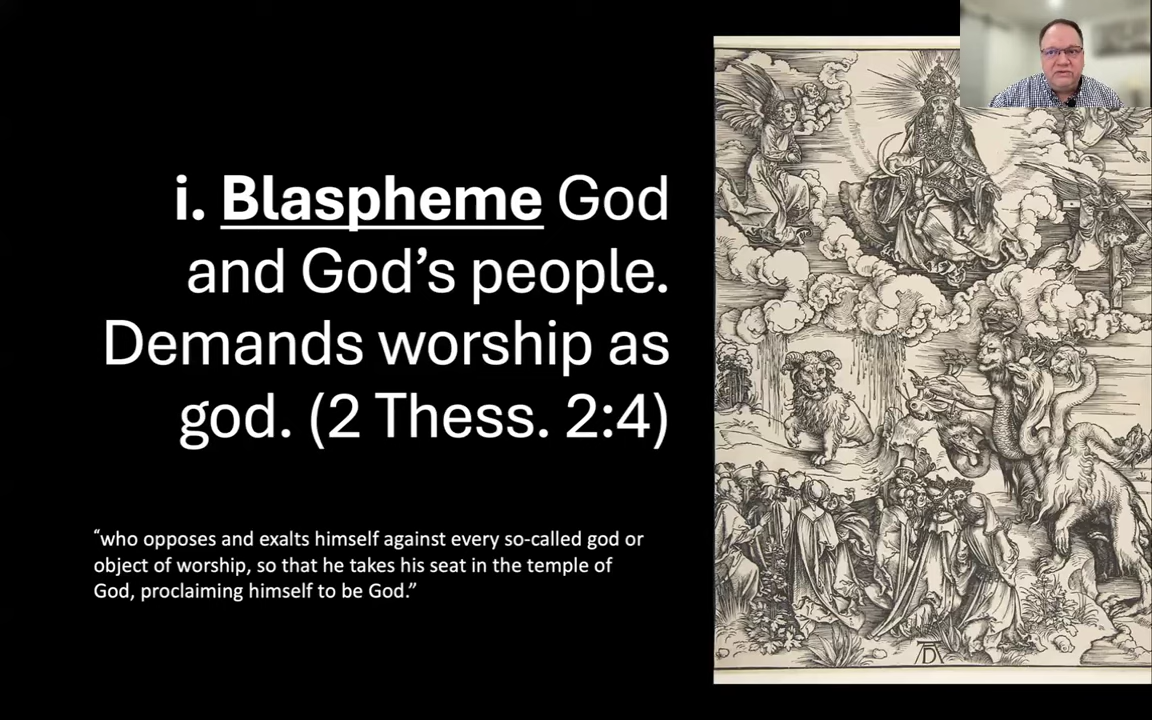 i. Blaspheme God
and God’s people.
Demands worship as
god. (2 Thess. 2:4)
“who opposes and exalts himself against every so-called god or
object of worship, so that he takes his seat in the temple of
God, proclaiming himself to be God.”
AD